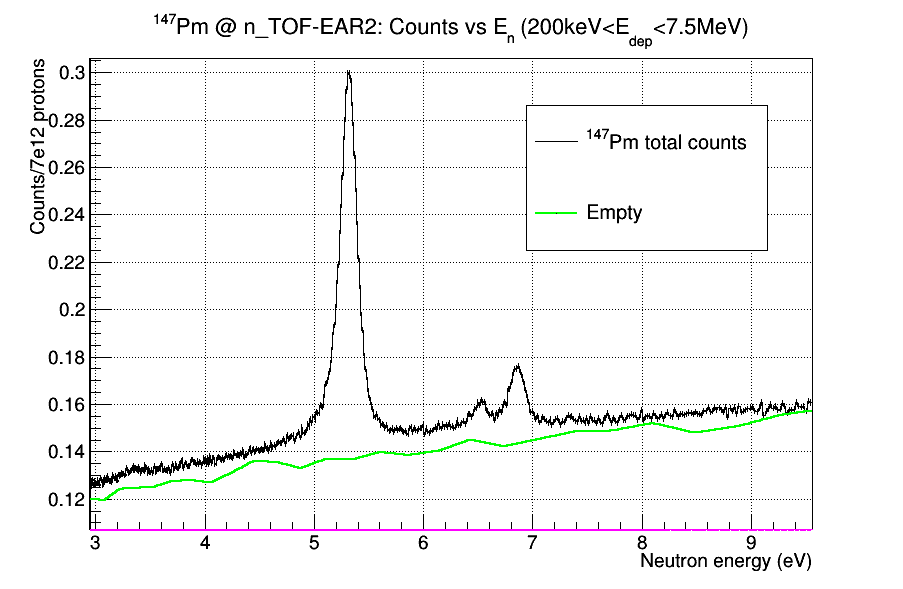 147Pm @ n_TOF-EAR2: Counts vs En (200keV<Edep<7.5MeV)
Counts/7e12 protons
0.3
0.28
0.26
0.24
0.22
0.2
0.18
0.16
0.14
0.12
147Pm total counts
Empty
3 4 5 6 7 8 9
Neutron energy (eV)